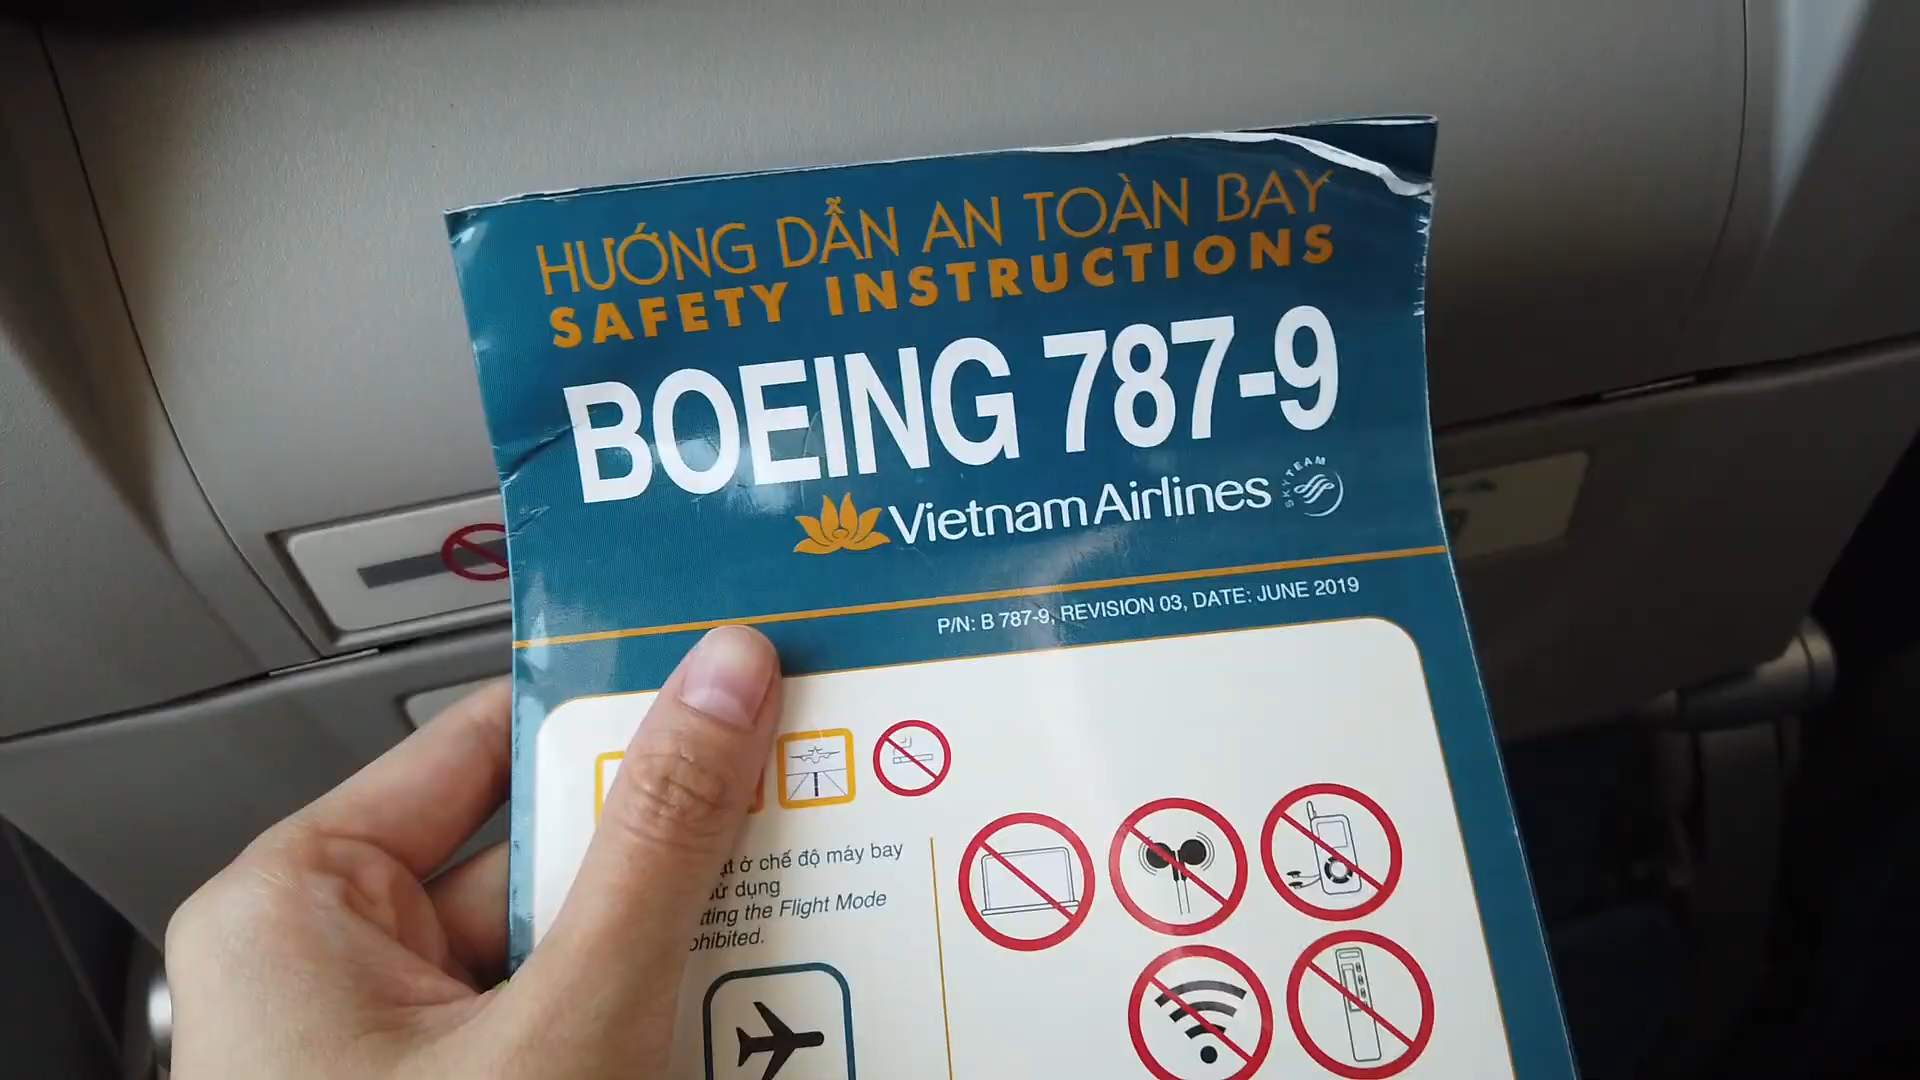 HƯỚNG DẪN AN TOÀN BAY
SAFETY INSTRUCTIONS
BOEING 787-9
Vietnam Airlines
SKYTEAM
P/N: B 787-9, REVISION 03, DATE: JUNE 2019
ở chế độ máy bay
dụng
the Flight Mode